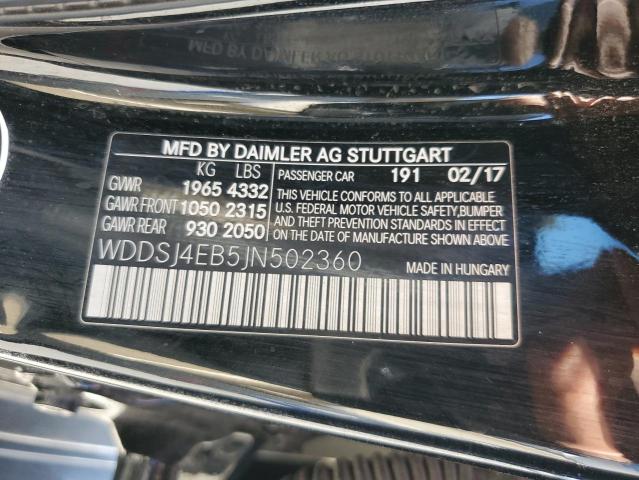 MFD BY DAIMLER AG STUTTGART
KG LBS
GVWR 1965 4332
GAWR FRONT 1050 2315
GAWR REAR 930 2050
PASSENGER CAR 191 02/17
THIS VEHICLE CONFORMS TO ALL APPLICABLE
U.S. FEDERAL MOTOR VEHICLE SAFETY, BUMPER
AND THEFT PREVENTION STANDARDS IN EFFECT
ON THE DATE OF MANUFACTURE SHOWN ABOVE.
WDDSJ4EB5JN502360
MADE IN HUNGARY